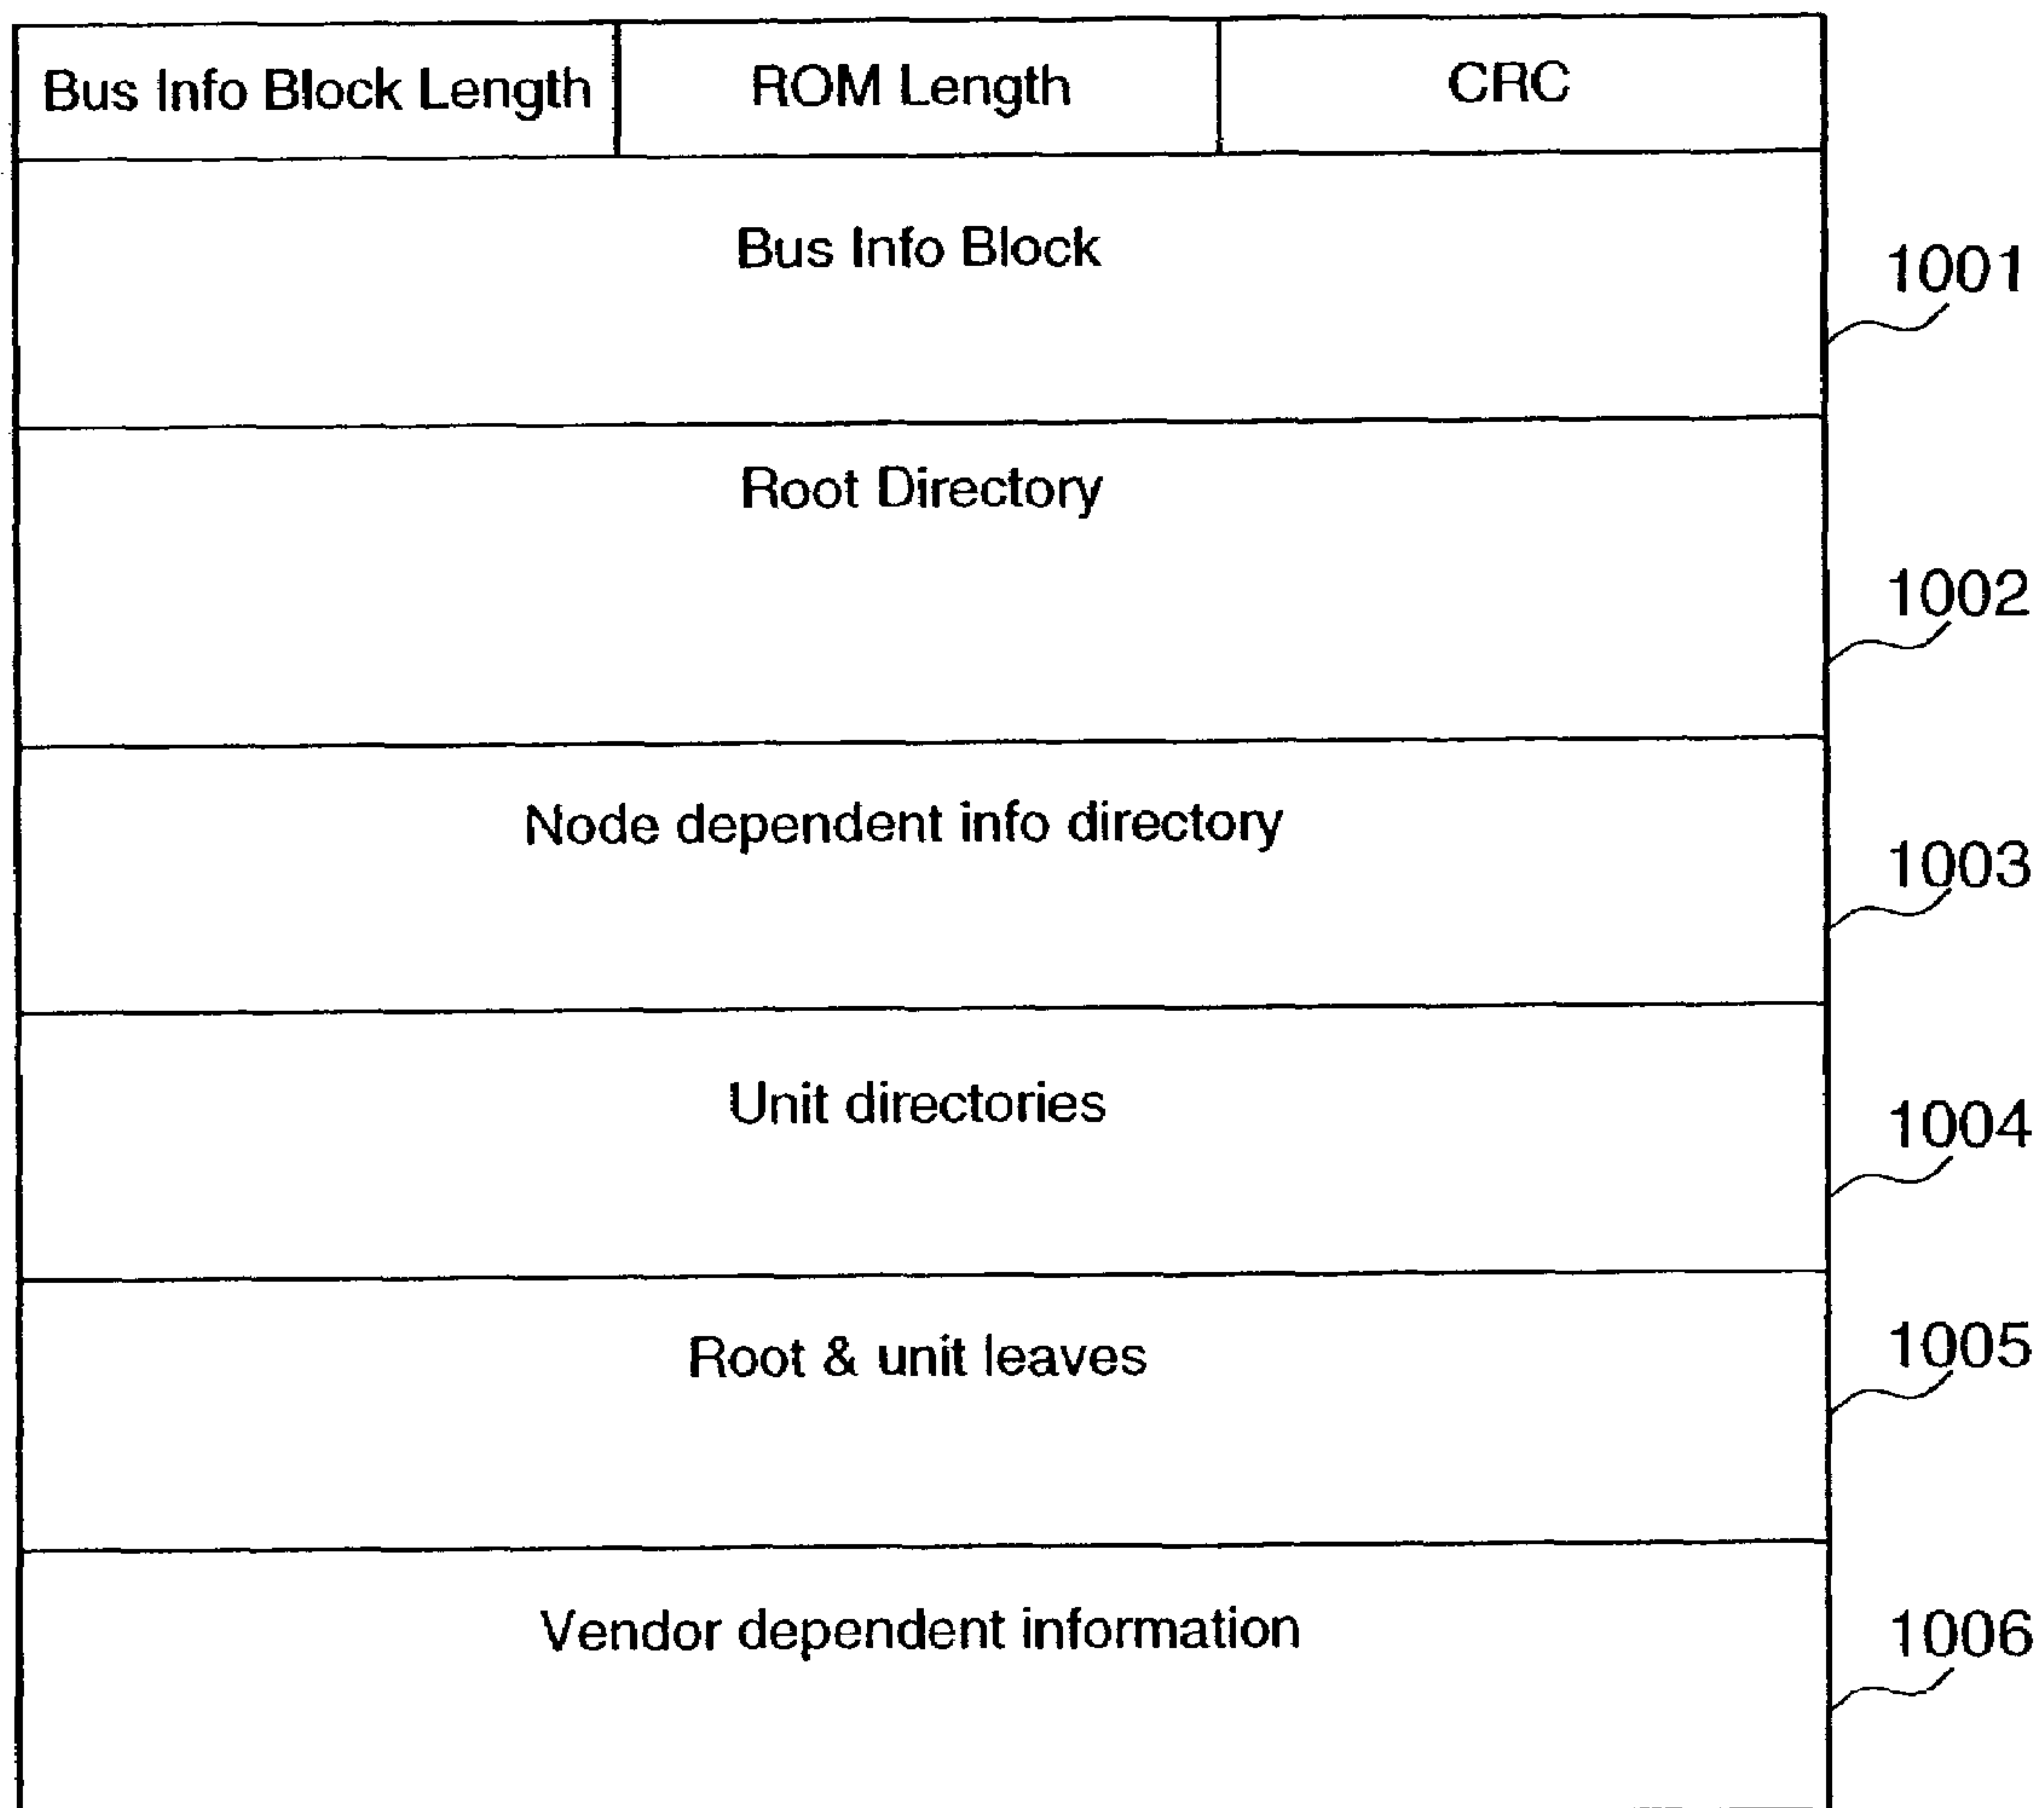 Bus Info Block Length ROM Length CRC
Bus Info Block
1001
Root Directory
1002
Node dependent info directory
1003
Unit directories
1004
Root & unit leaves
1005
Vendor dependent information
1006